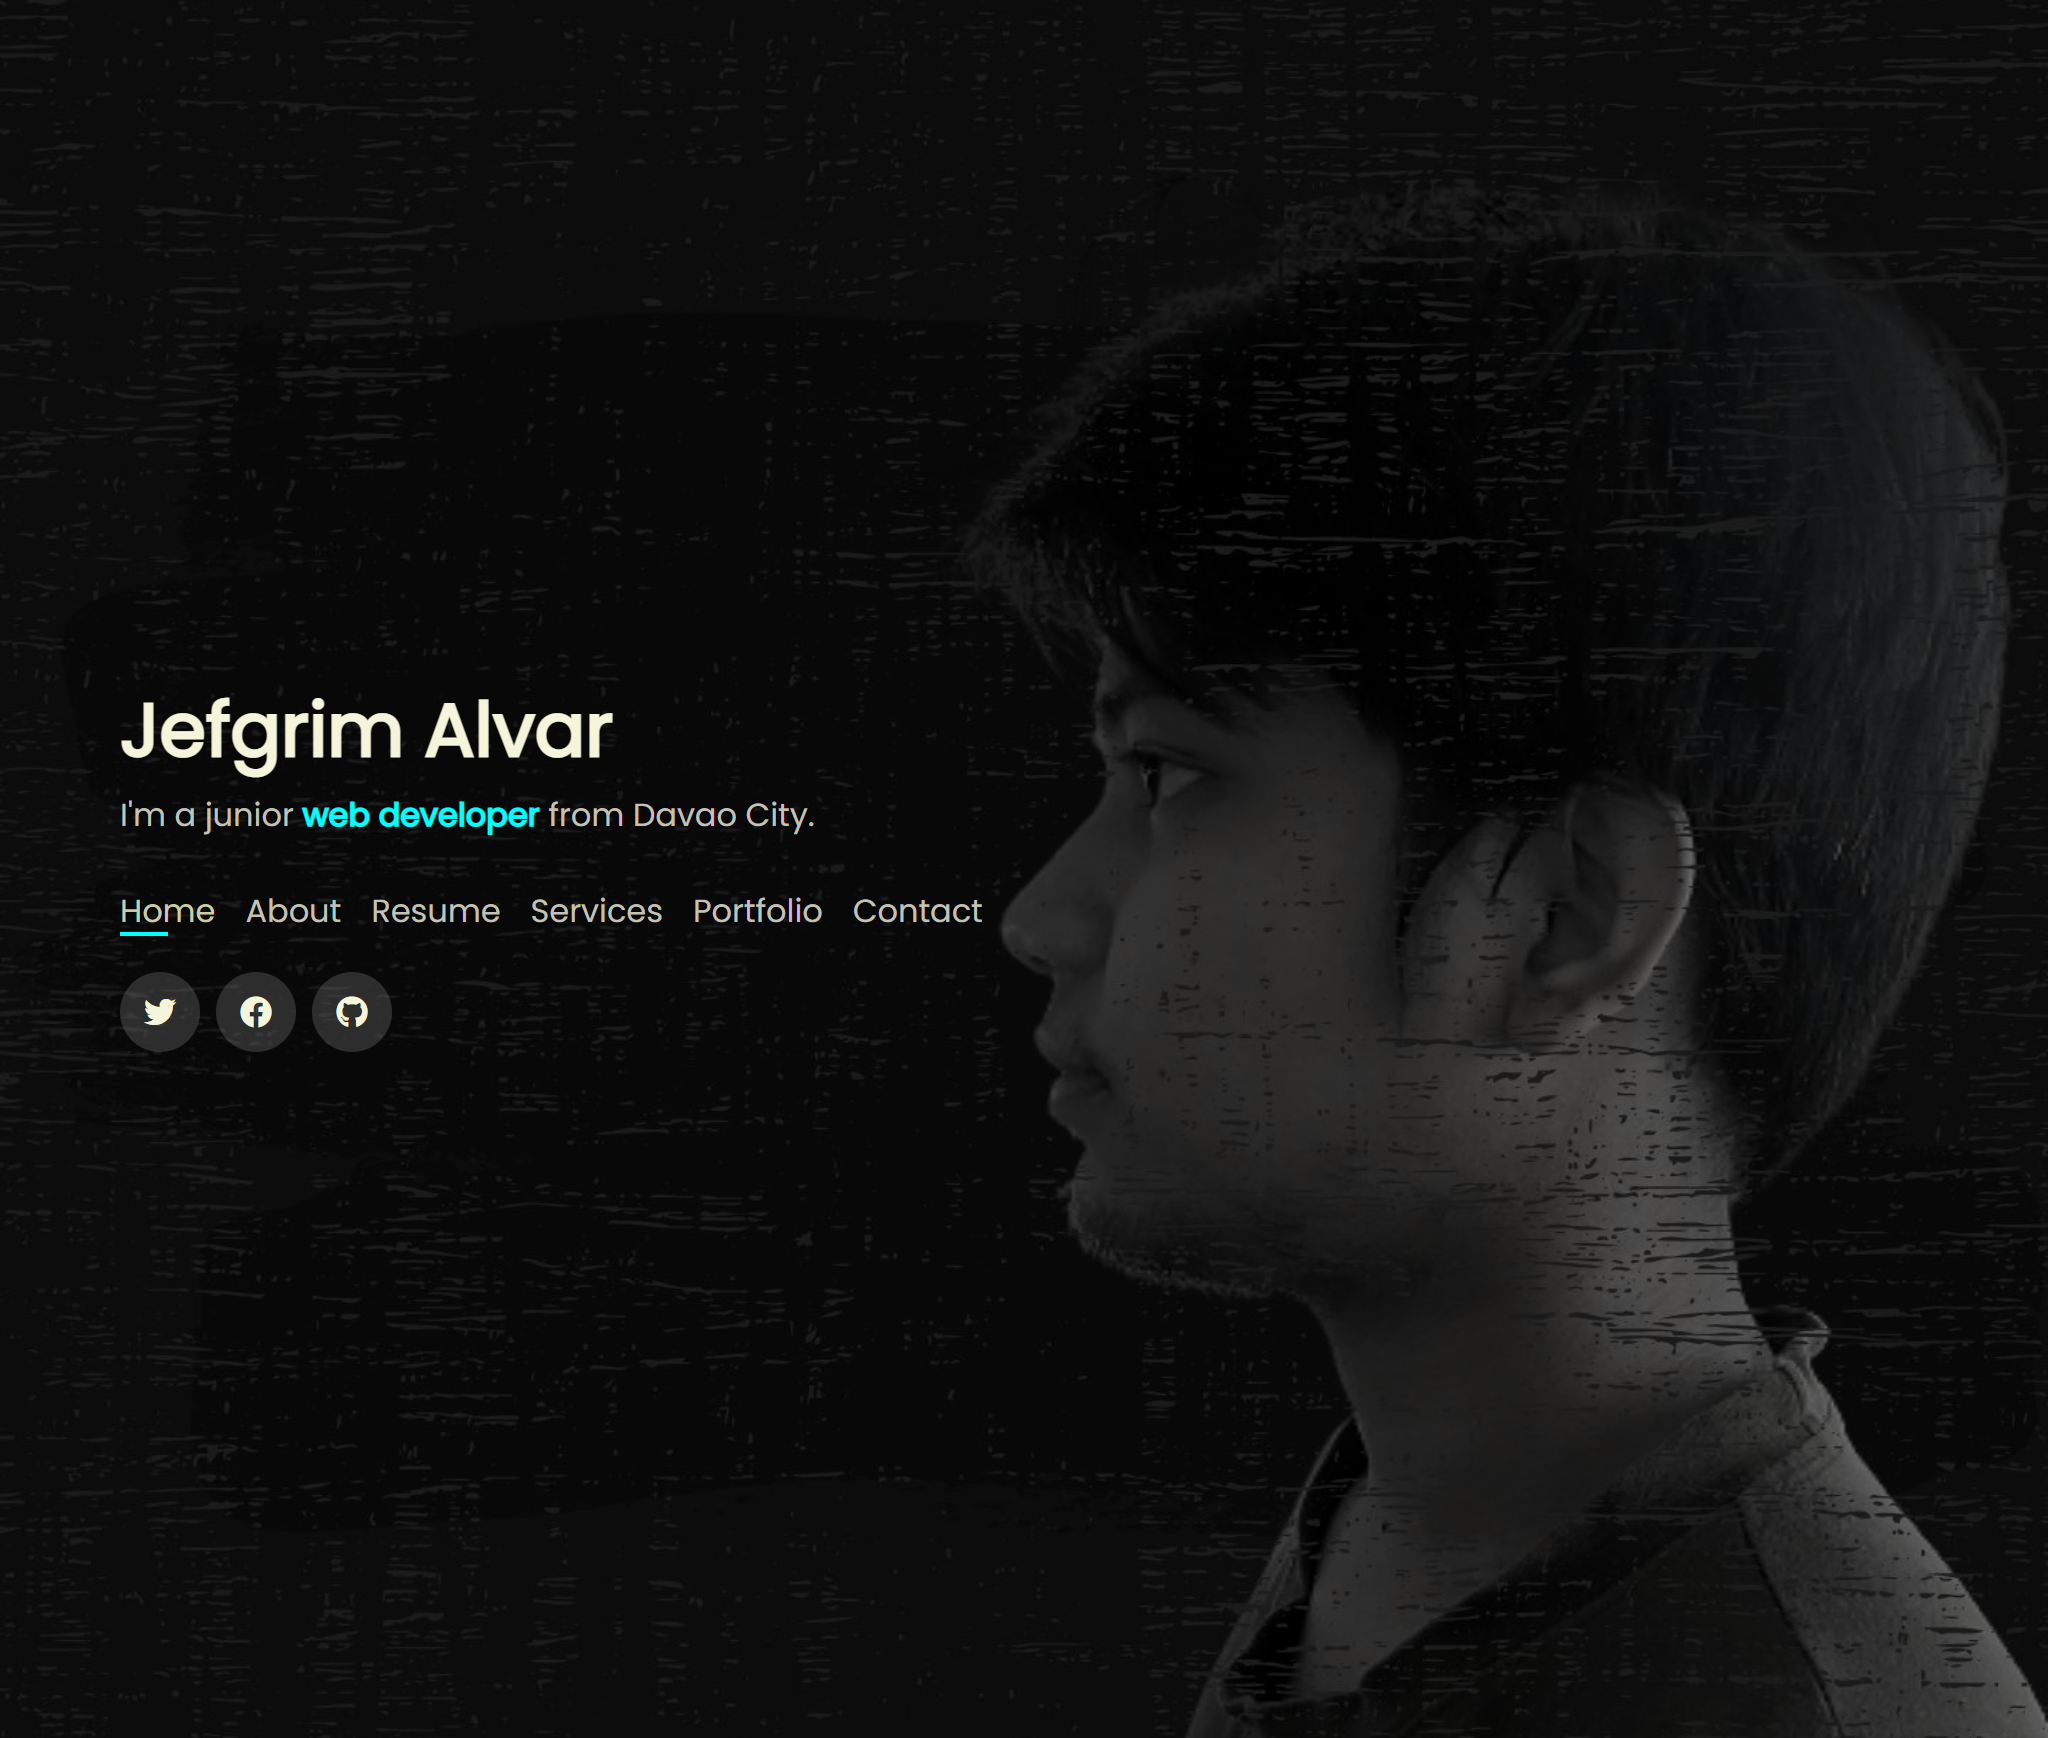 Jefgrim Alvar
I'm a junior web developer from Davao City.
Home About Resume Services Portfolio Contact